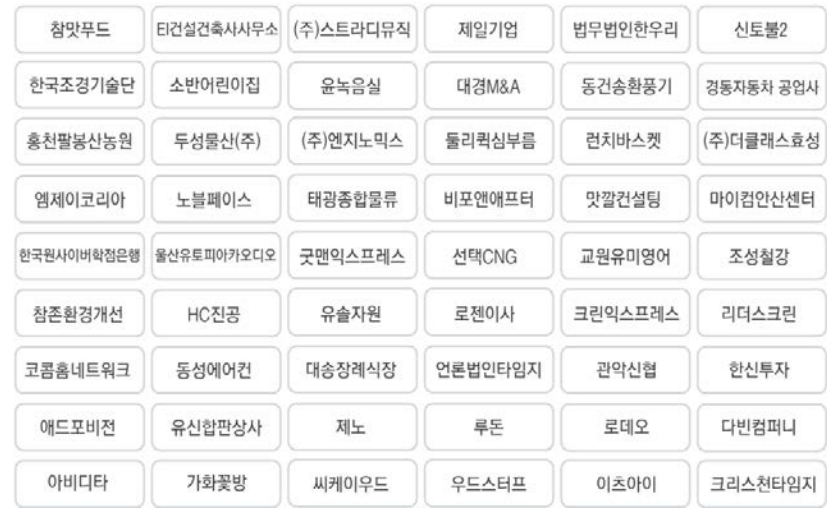 참맛푸드 EI건설건축사사무소 (주)스트라디뮤직 제일기업 법무법인한우리 신토불2
한국조경기술단 소반어린이집 윤녹음실 대경M&A 동건송환풍기 경동자동차 공업사
홍천팔봉산농원 두성물산(주) (주)엔지노믹스 둘리퀵심부름 런치바스켓 (주)더클래스효성
엠제이코리아 노블페이스 태광종합물류 비포앤애프터 맛깔컨설팅 마이컴안산센터
한국원사이버학점은행 울산유토피아카오디오 굿맨익스프레스 선택CNG 교원유미영어 조성철강
참존환경개선 HC진공 유솔자원 로젠이사 크린익스프레스 리더스크린
코콤홈네트워크 동성에어컨 대송장례식장 언론법인타임지 관악신협 한신투자
애드포비전 유신합판상사 제노 루돈 로데오 다빈컴퍼니
아비디타 가화꽃방 씨케이우드 우드스터프 이츠아이 크리스천타임지